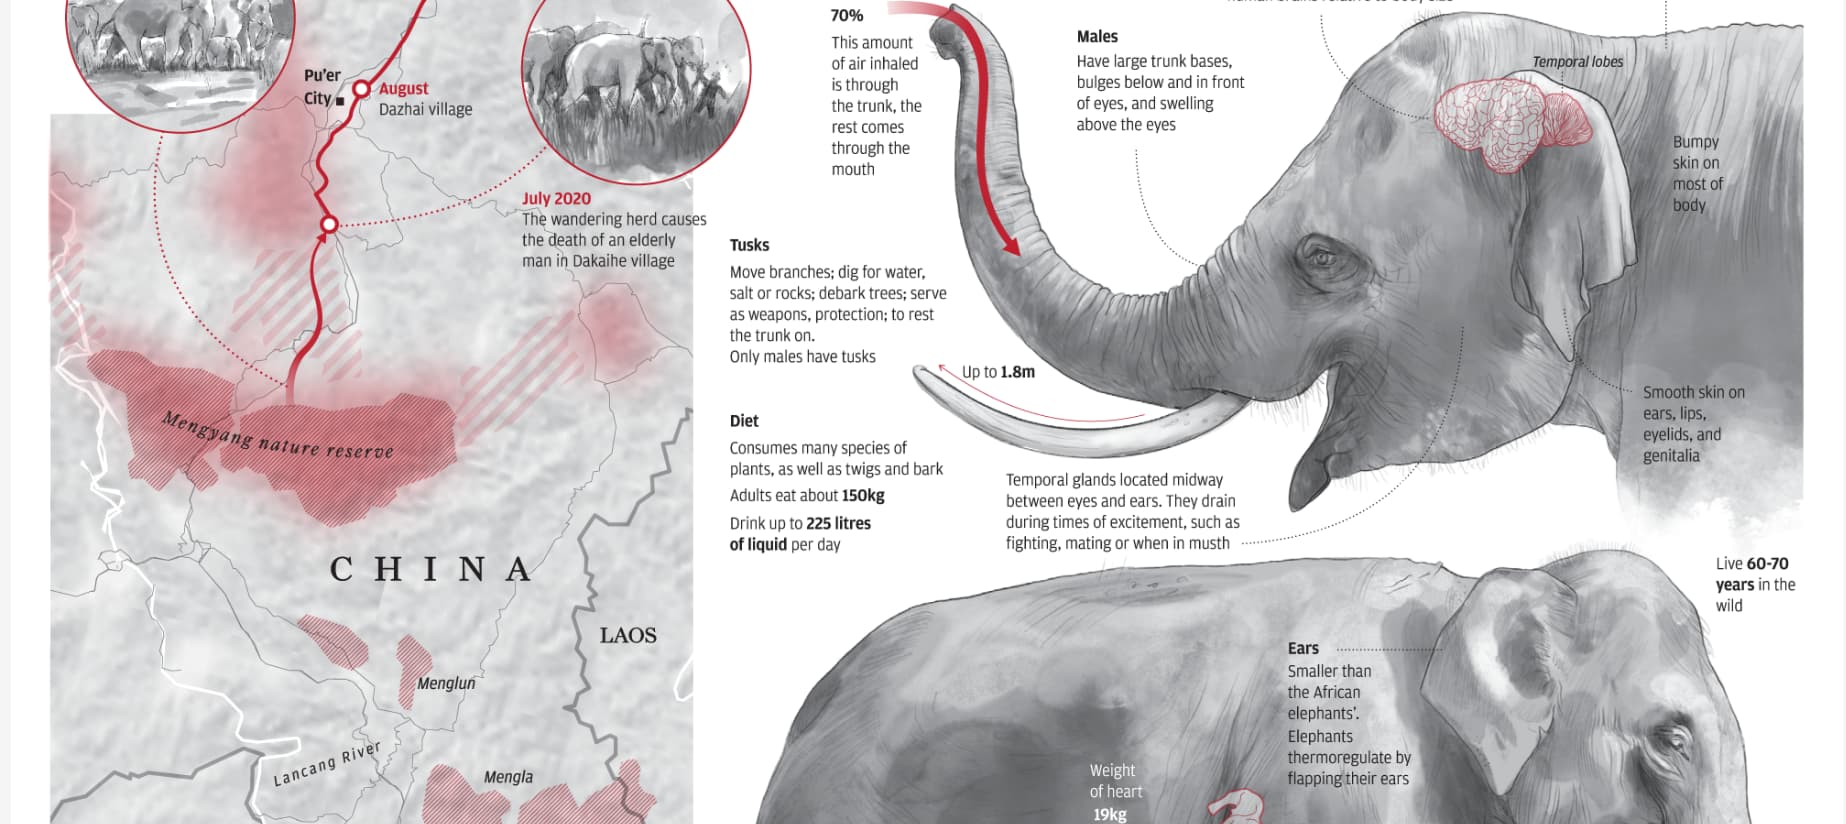 Pu'er
City
August
Dazhai village
July 2020
The wandering herd causes
the death of an elderly
man in Dakaihe village
Mengyang nature reserve
CHINA
LAOS
Menglun
Lancang River
Mengla
70%
This amount
of air inhaled
is through
the trunk, the
rest comes
through the
mouth
Males
Have large trunk bases,
bulges below and in front
of eyes, and swelling
above the eyes
Temporal lobes
Bumpy
skin on
most of
body
Tusks
Move branches; dig for water,
salt or rocks; debark trees; serve
as weapons, protection; to rest
the trunk on.
Only males have tusks
Up to 1.8m
Diet
Consumes many species of
plants, as well as twigs and bark
Adults eat about 150kg
Drink up to 225 litres
of liquid per day
Temporal glands located midway
between eyes and ears. They drain
during times of excitement, such as
fighting, mating or when in musth
Smooth skin on
ears, lips,
eyelids, and
genitalia
Live 60-70
years in the
wild
Ears
Smaller than
the African
elephants'.
Elephants
thermoregulate by
flapping their ears
Weight
of heart
19kg